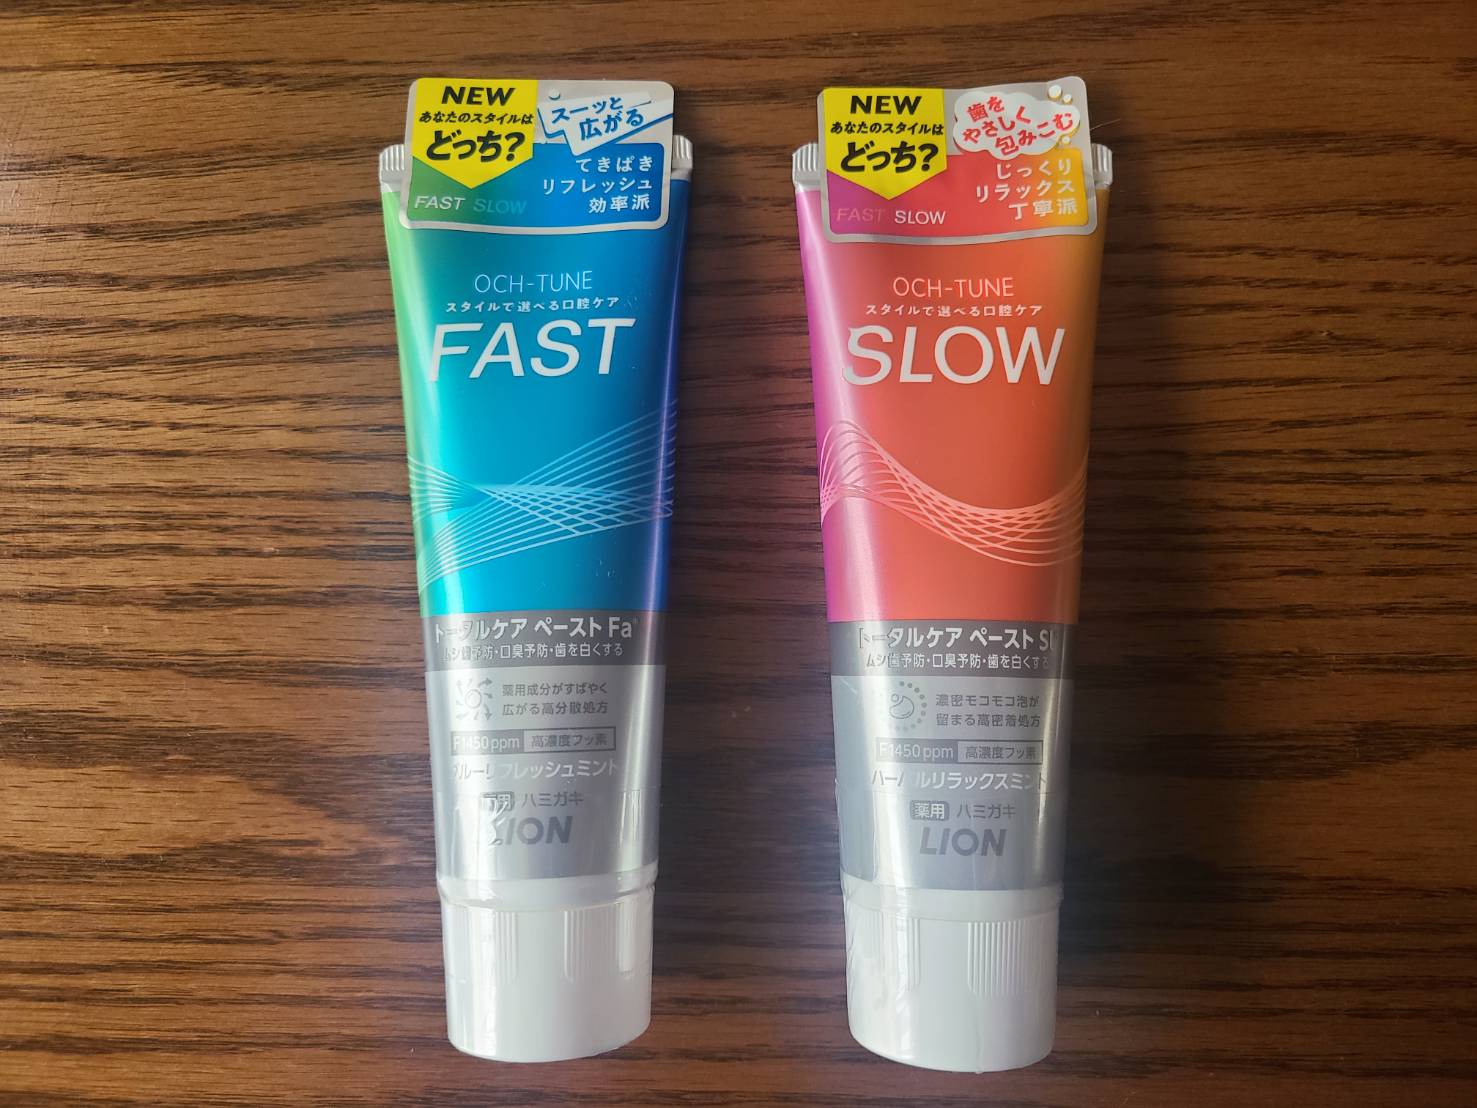 NEW
あなたのスタイルは
どっち?
スーッと
広がる
てきぱき
リフレッシュ
効率派
FAST SLOW
OCH-TUNE
スタイルで選べる口腔ケア
FAST
トータルケア ペースト Fa
ムシ歯予防・口臭予防・歯を白くする
薬用成分がすばやく
広がる高分散処方
F1450ppm 高濃度フッ素
ブルーリフレッシュミント
薬用 ハミガキ
LION
NEW
あなたのスタイルは
どっち?
歯を
やさしく
包みこむ
じっくり
リラックス
丁寧派
FAST SLOW
OCH-TUNE
スタイルで選べる口腔ケア
SLOW
トータルケア ペースト Sl
ムシ歯予防・口臭予防・歯を白くする
濃密モコモコ泡が
留まる高密着処方
F1450ppm 高濃度フッ素
ハーバルリラックスミント
薬用 ハミガキ
LION